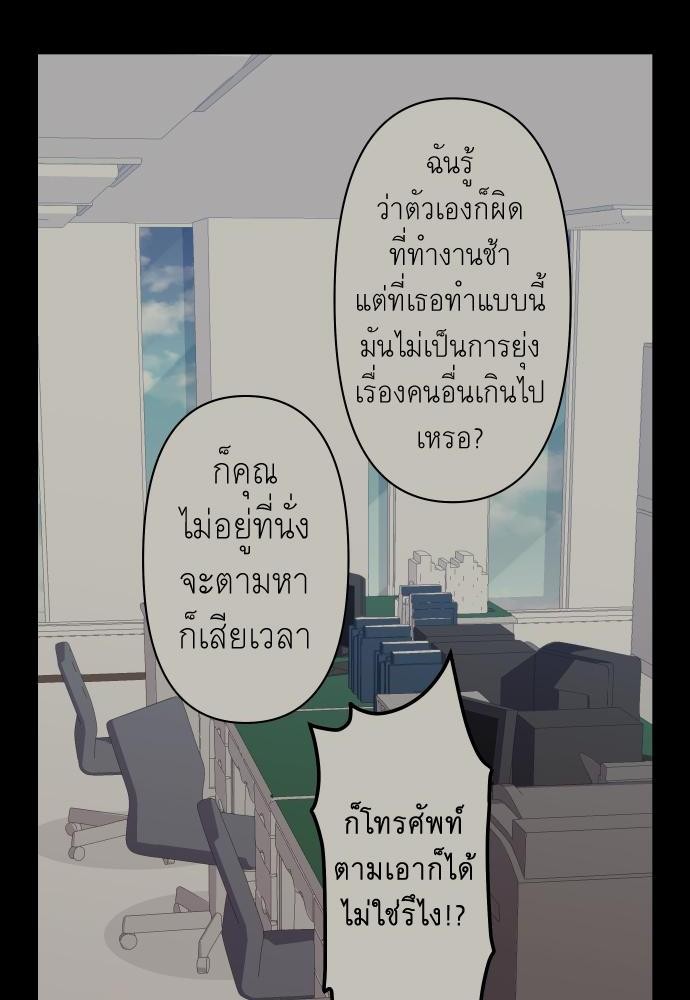 ฉันรู้
ว่าตัวเองก็ผิด
ที่ทำงานช้า
แต่ที่เธอทำแบบนี้
มันไม่เป็นการยุ่ง
เรื่องคนอื่นเกินไป
เหรอ?
ก็คุณ
ไม่อยู่ที่นั่ง
จะตามหา
ก็เสียเวลา
ก็โทรศัพท์
ตามเอาก็ได้
ไม่ใช่รึไง!?